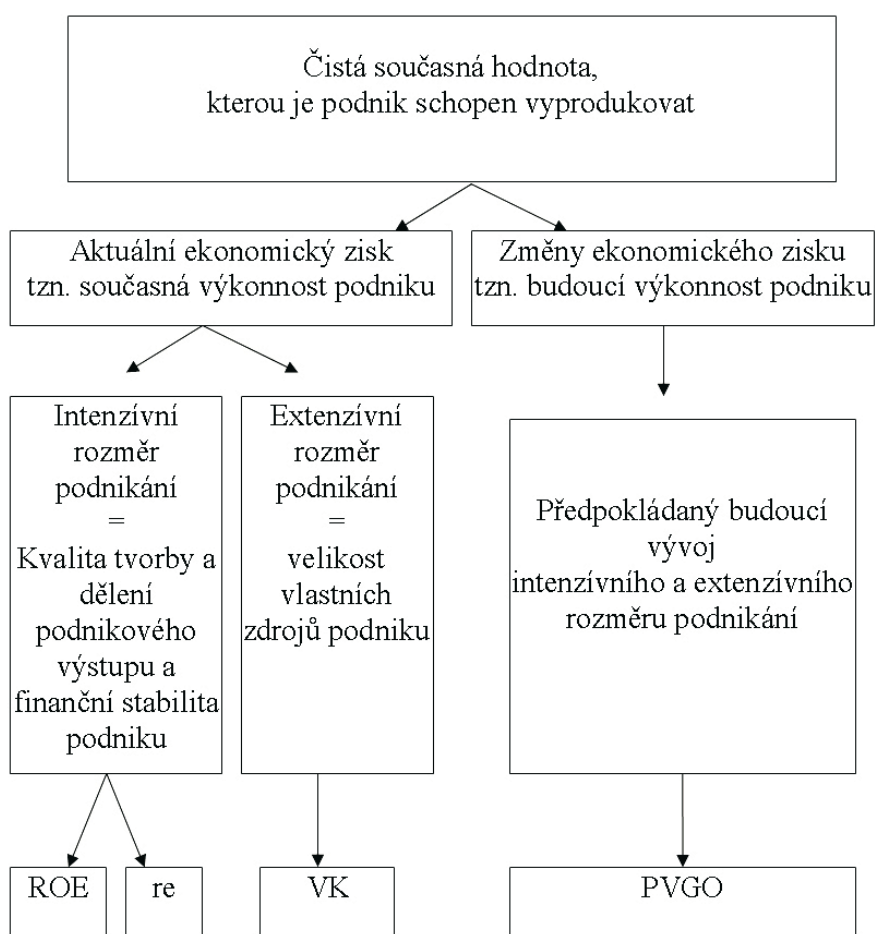 Čistá současná hodnota,
kterou je podnik schopen vyprodukovat
Aktuální ekonomický zisk
tzn. současná výkonnost podniku
Změny ekonomického zisku
tzn. budoucí výkonnost podniku
Intenzívní
rozměr
podnikání
=
Kvalita tvorby a
dělení
podnikového
výstupu a
finanční stabilita
podniku
Extenzívní
rozměr
podnikání
=
velikost
vlastních
zdrojů podniku
Předpokládaný budoucí
vývoj
intenzívního a extenzívního
rozměru podnikání
ROE
re
VK
PVGO